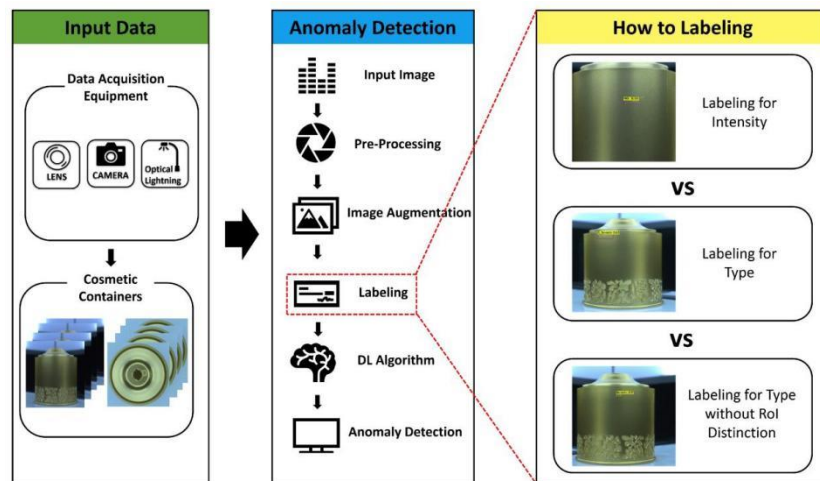 Input Data
Data Acquisition
Equipment
LENS
CAMERA
Optical
Lightning
Cosmetic
Containers
Anomaly Detection
Input Image
Pre-Processing
Image Augmentation
Labeling
DL Algorithm
Anomaly Detection
How to Labeling
Labeling for
Intensity
VS
Labeling for
Type
VS
Labeling for Type
without RoI
Distinction